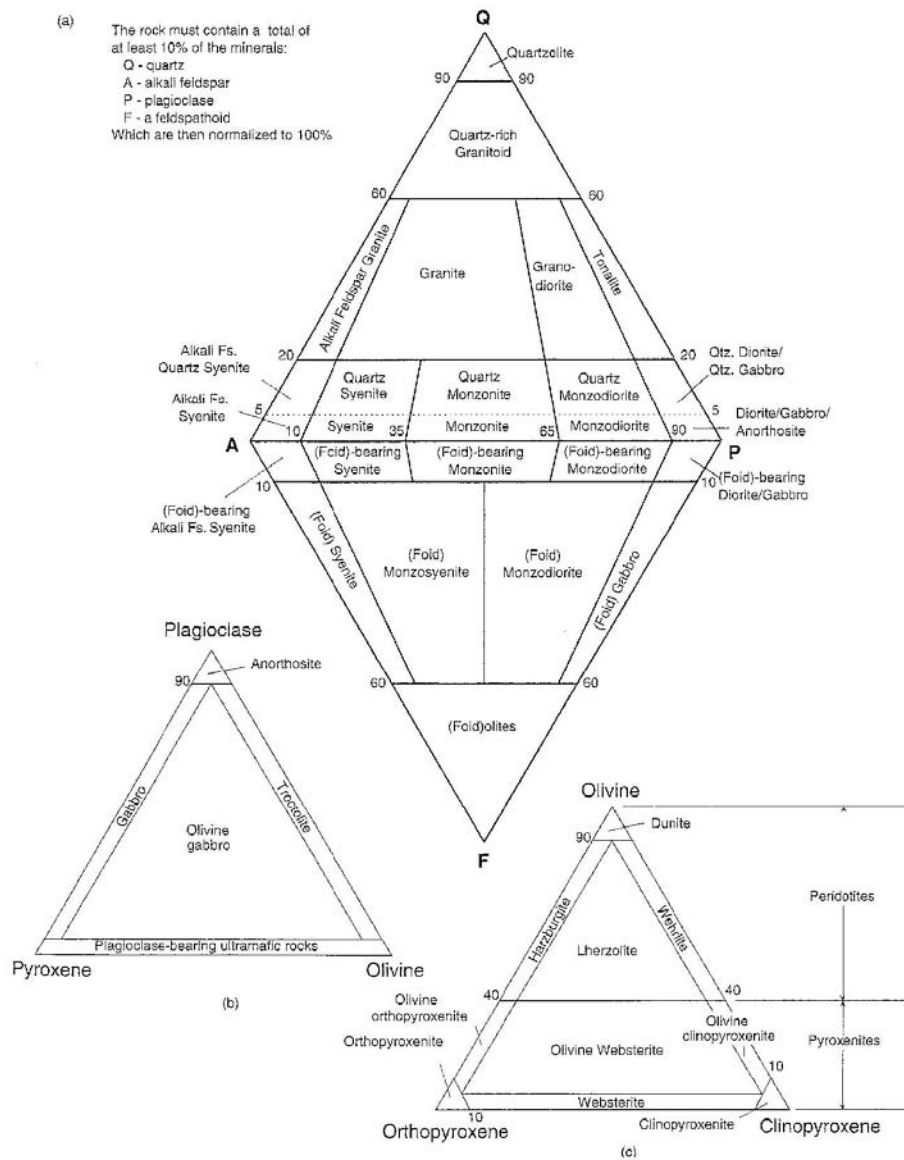 (a)
The rock must contain a total of
at least 10% of the minerals:
Q - quartz
A - alkali feldspar
P - plagioclase
F - a feldspathoid
Which are then normalized to 100%
Q
Quartzolite
90
90
Quartz-rich
Granitoid
60
60
Alkali Feldspar Granite
Granite
Grano-
diorite
Tonalite
20
20
Alkali Fs.
Quartz Syenite
Quartz
Syenite
Quartz
Monzonite
Quartz
Monzodiorite
Qtz. Diorite/
Qtz. Gabbro
Alkali Fs.
Syenite
5
5
Diorite/Gabbro/
Anorthosite
10
Syenite
35
Monzonite
65
Monzodiorite
90
A
P
(Foid)-bearing
Syenite
(Foid)-bearing
Monzonite
(Foid)-bearing
Monzodiorite
10
10
(Foid)-bearing
Diorite/Gabbro
(Foid)-bearing
Alkali Fs. Syenite
(Foid) Syenite
(Foid)
Monzosyenite
(Foid)
Monzodiorite
(Foid) Gabbro
60
60
(Foid)olites
F
Plagioclase
Anorthosite
90
Gabbro
Troctolite
Olivine
gabbro
Plagioclase-bearing ultramafic rocks
Pyroxene
Olivine
(b)
Olivine
Dunite
90
Peridotites
Harzburgite
Wehrlite
Lherzolite
40
40
Olivine
orthopyroxenite
Orthopyroxenite
Olivine
clinopyroxenite
Olivine Websterite
Pyroxenites
10
Websterite
10
Clinopyroxenite
Orthopyroxene
Clinopyroxene
(c)